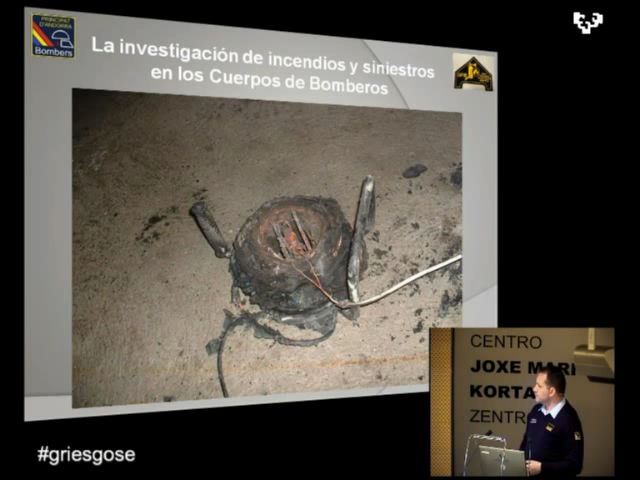 PRINCIPAT
D'ANDORRA
Bombers
La investigación de incendios y siniestros
en los Cuerpos de Bomberos
CENTRO
JOXE MARI
KORTA
ZENTR
#griesgose